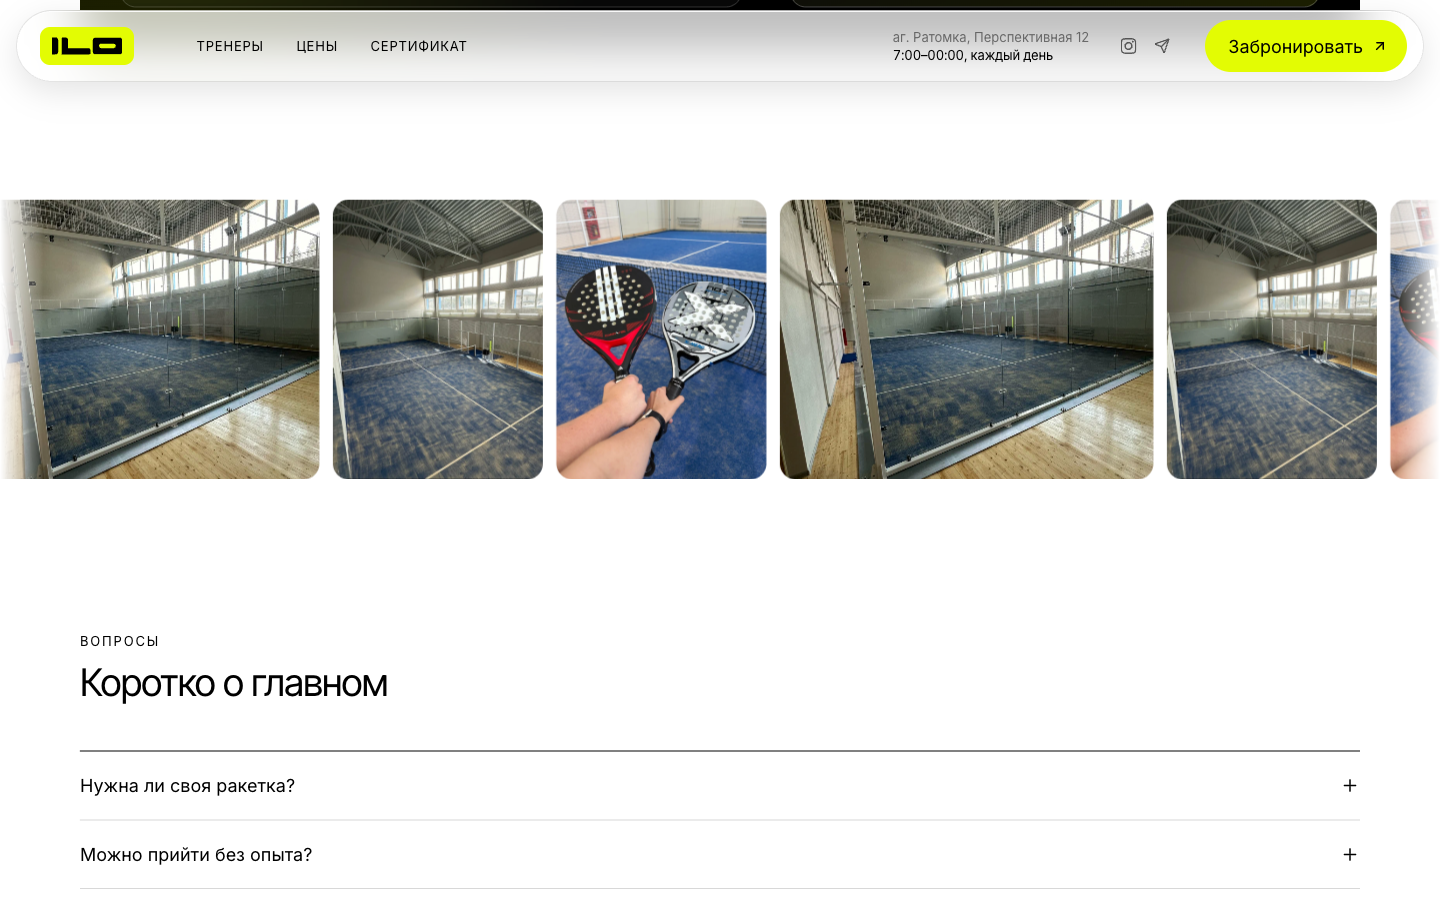 ILO
ТРЕНЕРЫ
ЦЕНЫ
СЕРТИФИКАТ
аг. Ратомка, Перспективная 12
7:00–00:00, каждый день
Забронировать
ВОПРОСЫ
Коротко о главном
Нужна ли своя ракетка?
Можно прийти без опыта?